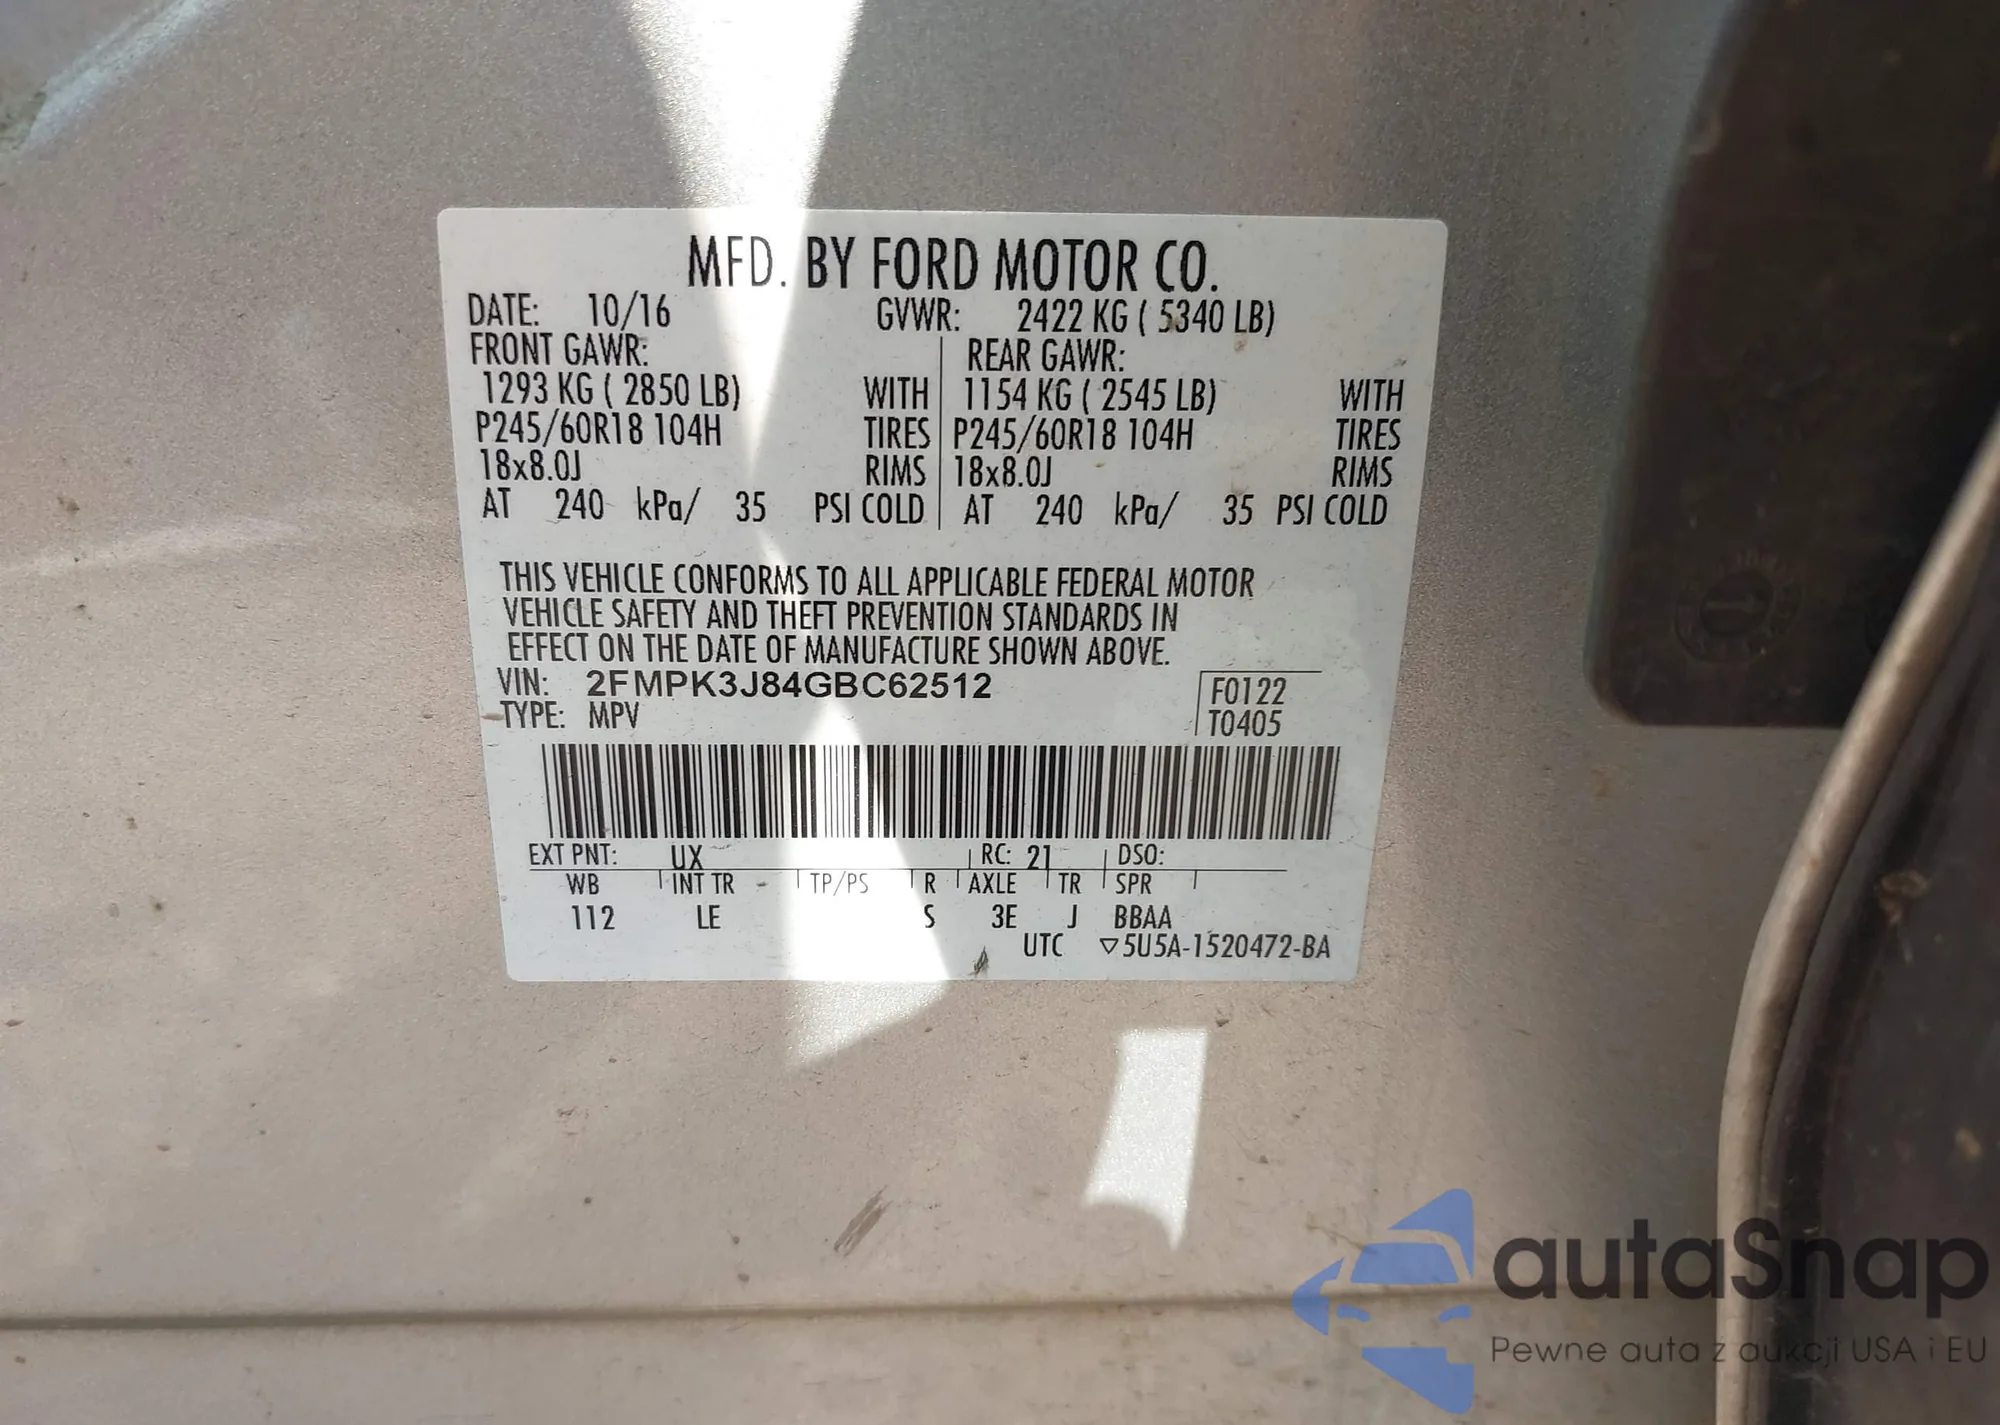 MFD. BY FORD MOTOR CO.
DATE: 10/16 GVWR: 2422 KG ( 5340 LB)
FRONT GAWR: REAR GAWR:
1293 KG ( 2850 LB) WITH 1154 KG ( 2545 LB) WITH
P245/60R18 104H TIRES P245/60R18 104H TIRES
18x8.0J RIMS 18x8.0J RIMS
AT 240 kPa/ 35 PSI COLD AT 240 kPa/ 35 PSI COLD
THIS VEHICLE CONFORMS TO ALL APPLICABLE FEDERAL MOTOR
VEHICLE SAFETY AND THEFT PREVENTION STANDARDS IN
EFFECT ON THE DATE OF MANUFACTURE SHOWN ABOVE.
VIN: 2FMPK3J84GBC62512 F0122
TYPE: MPV T0405
EXT PNT: UX RC: 21 DSO:
WB INT TR TP/PS R AXLE TR SPR
112 LE S 3E J BBAA
UTC ▽5U5A-1520472-BA
autaSnap
Pewne auta z aukcji USA i EU